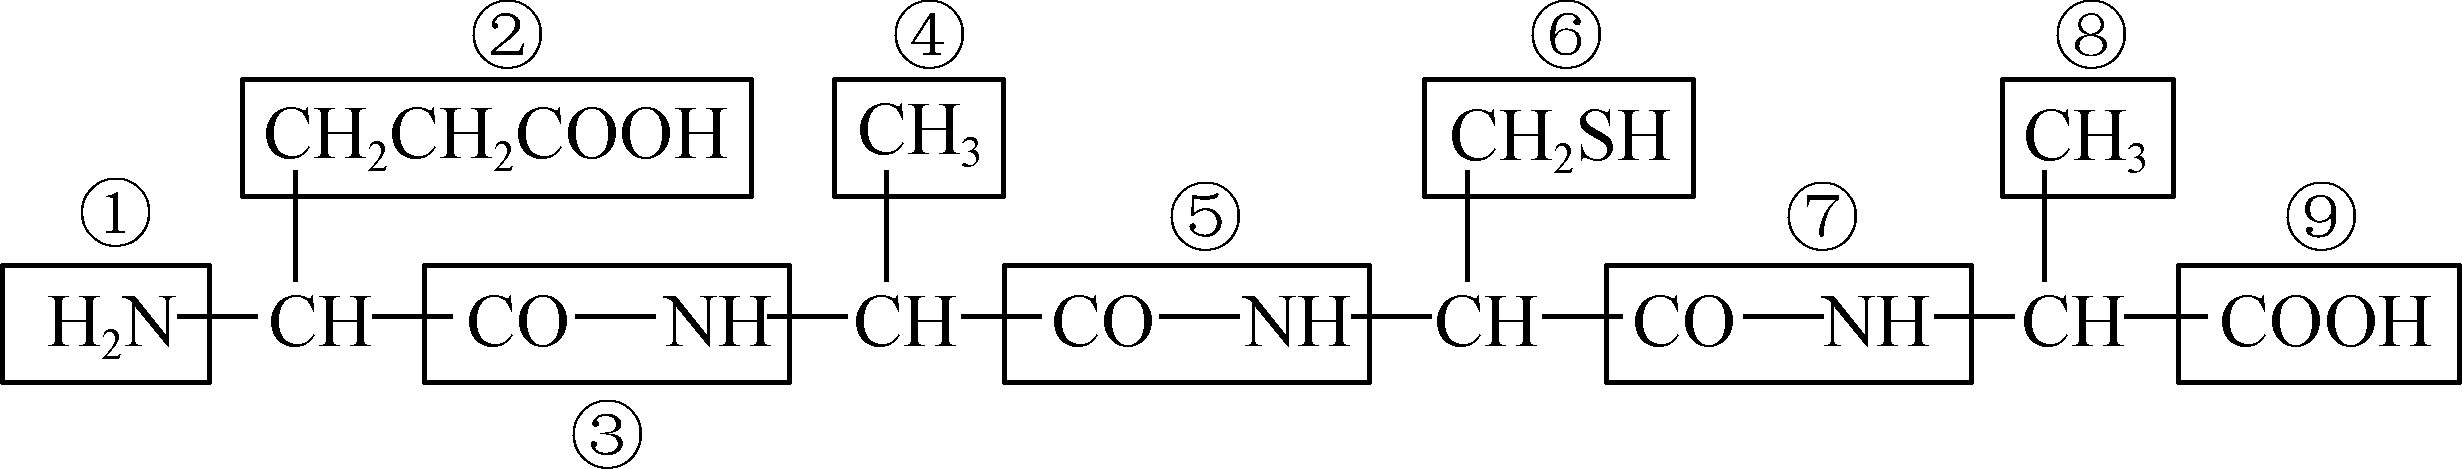 ② ④ ⑥ ⑧
CH₂CH₂COOH CH₃ CH₂SH CH₃
① ⑤ ⑦ ⑨
H₂N—CH—CO—NH—CH—CO—NH—CH—CO—NH—CH—COOH
③